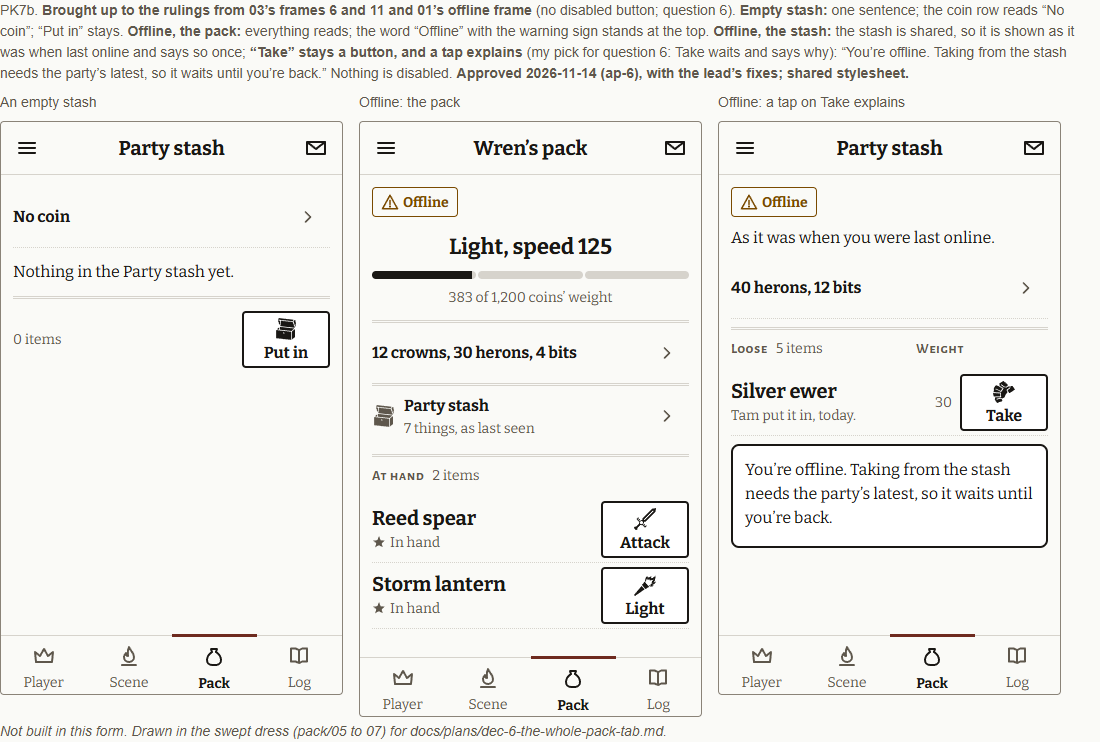 PK7b. Brought up to the rulings from 03’s frames 6 and 11 and 01’s offline frame (no disabled button; question 6). Empty stash: one sentence; the coin row reads “No
coin”; “Put in” stays. Offline, the pack: everything reads; the word “Offline” with the warning sign stands at the top. Offline, the stash: the stash is shared, so it is shown as it
was when last online and says so once; “Take” stays a button, and a tap explains (my pick for question 6: Take waits and says why): “You’re offline. Taking from the stash
needs the party’s latest, so it waits until you’re back.” Nothing is disabled. Approved 2026-11-14 (ap-6), with the lead’s fixes; shared stylesheet.
An empty stash
Party stash
No coin
Nothing in the Party stash yet.
0 items
Put in
Player
Scene
Pack
Log
Offline: the pack
Wren’s pack
Offline
Light, speed 125
383 of 1,200 coins’ weight
12 crowns, 30 herons, 4 bits
Party stash
7 things, as last seen
At hand 2 items
Reed spear
In hand
Attack
Storm lantern
In hand
Light
Player
Scene
Pack
Log
Offline: a tap on Take explains
Party stash
Offline
As it was when you were last online.
40 herons, 12 bits
Loose 5 items
Weight
Silver ewer
Tam put it in, today.
30
Take
You’re offline. Taking from the stash
needs the party’s latest, so it waits until
you’re back.
Player
Scene
Pack
Log
Not built in this form. Drawn in the swept dress (pack/05 to 07) for docs/plans/dec-6-the-whole-pack-tab.md.